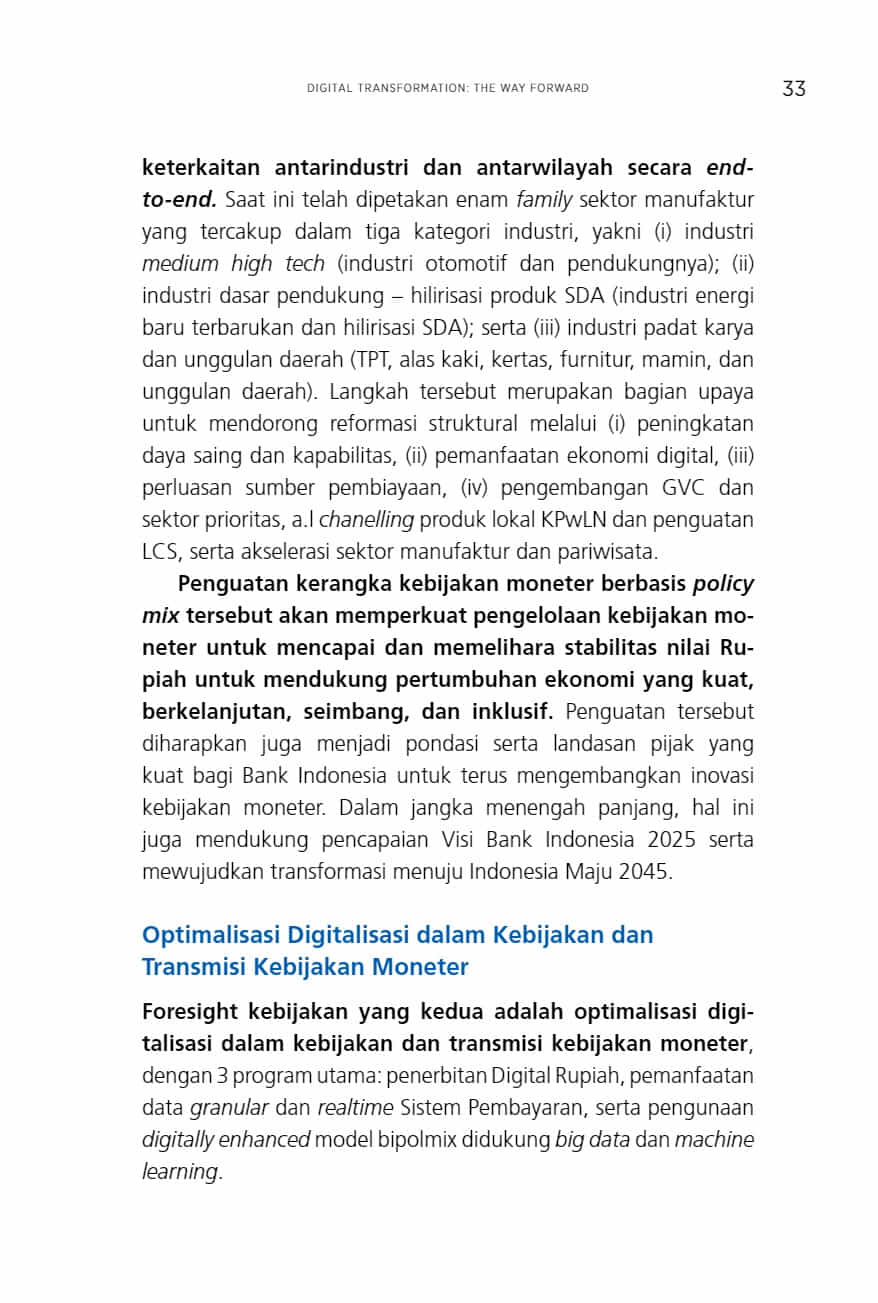 DIGITAL TRANSFORMATION: THE WAY FORWARD
33
keterkaitan antarindustri dan antarwilayah secara end-
to-end. Saat ini telah dipetakan enam family sektor manufaktur
yang tercakup dalam tiga kategori industri, yakni (i) industri
medium high tech (industri otomotif dan pendukungnya); (ii)
industri dasar pendukung – hilirisasi produk SDA (industri energi
baru terbarukan dan hilirisasi SDA); serta (iii) industri padat karya
dan unggulan daerah (TPT, alas kaki, kertas, furnitur, mamin, dan
unggulan daerah). Langkah tersebut merupakan bagian upaya
untuk mendorong reformasi struktural melalui (i) peningkatan
daya saing dan kapabilitas, (ii) pemanfaatan ekonomi digital, (iii)
perluasan sumber pembiayaan, (iv) pengembangan GVC dan
sektor prioritas, a.l chanelling produk lokal KPwLN dan penguatan
LCS, serta akselerasi sektor manufaktur dan pariwisata.
Penguatan kerangka kebijakan moneter berbasis policy
mix tersebut akan memperkuat pengelolaan kebijakan mo-
neter untuk mencapai dan memelihara stabilitas nilai Ru-
piah untuk mendukung pertumbuhan ekonomi yang kuat,
berkelanjutan, seimbang, dan inklusif. Penguatan tersebut
diharapkan juga menjadi pondasi serta landasan pijak yang
kuat bagi Bank Indonesia untuk terus mengembangkan inovasi
kebijakan moneter. Dalam jangka menengah panjang, hal ini
juga mendukung pencapaian Visi Bank Indonesia 2025 serta
mewujudkan transformasi menuju Indonesia Maju 2045.
Optimalisasi Digitalisasi dalam Kebijakan dan
Transmisi Kebijakan Moneter
Foresight kebijakan yang kedua adalah optimalisasi digi-
talisasi dalam kebijakan dan transmisi kebijakan moneter,
dengan 3 program utama: penerbitan Digital Rupiah, pemanfaatan
data granular dan realtime Sistem Pembayaran, serta pengunaan
digitally enhanced model bipolmix didukung big data dan machine
learning.